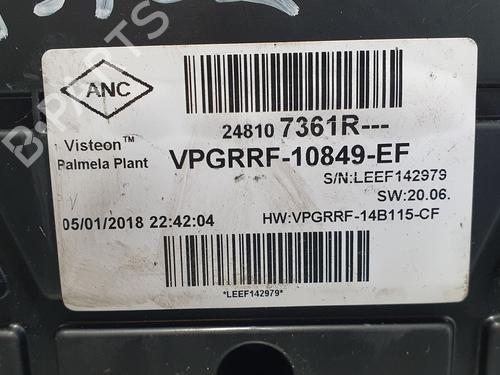 ANC
24810 7361R---
Visteon™
Palmela Plant
VPGRRF-10849-EF
S/N:LEEF142979
SW:20.06.
05/01/2018 22:42:04
HW:VPGRRF-14B115-CF
*LEEF142979*
B-PARTS